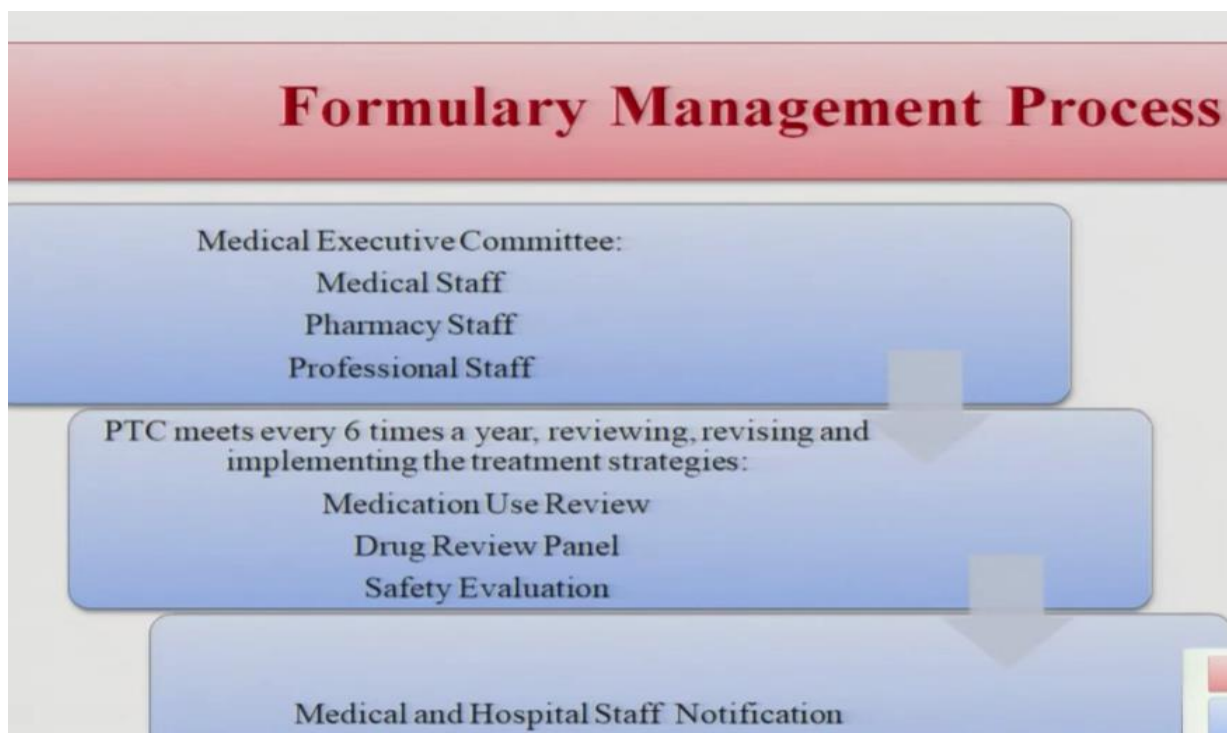 Formulary Management Process
Medical Executive Committee:
Medical Staff
Pharmacy Staff
Professional Staff
PTC meets every 6 times a year, reviewing, revising and
implementing the treatment strategies:
Medication Use Review
Drug Review Panel
Safety Evaluation
Medical and Hospital Staff Notification